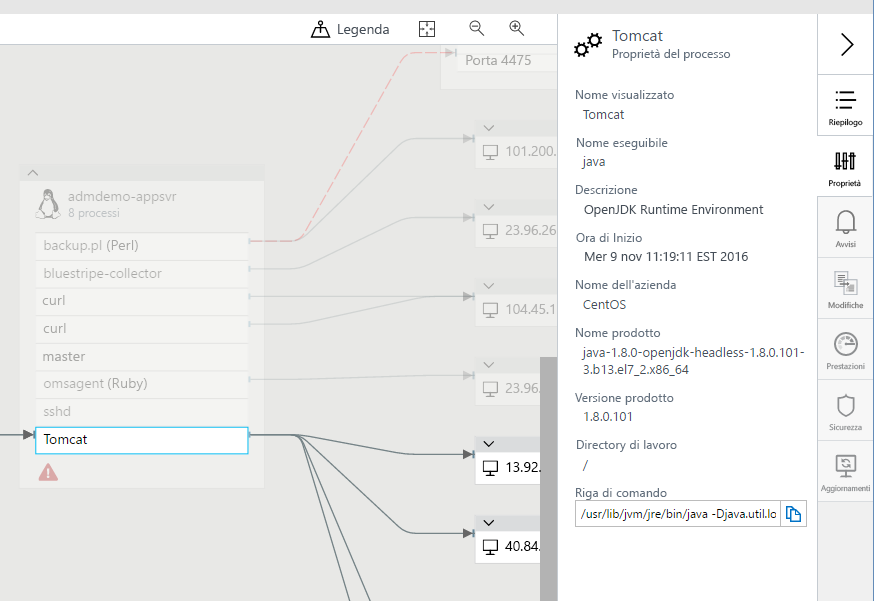 Legenda
Porta 4475
101.200.
23.96.26
104.45.1
23.96.
13.92.
40.84.
admdemo-appsvr
8 processi
backup.pl (Perl)
bluestripe-collector
curl
curl
master
omsagent (Ruby)
sshd
Tomcat
Tomcat
Proprietà del processo
Nome visualizzato
Tomcat
Nome eseguibile
java
Descrizione
OpenJDK Runtime Environment
Ora di Inizio
Mer 9 nov 11:19:11 EST 2016
Nome dell'azienda
CentOS
Nome prodotto
java-1.8.0-openjdk-headless-1.8.0.101-
3.b13.el7_2.x86_64
Versione prodotto
1.8.0.101
Directory di lavoro
/
Riga di comando
/usr/lib/jvm/jre/bin/java -Djava.util.lo
Riepilogo
Proprietà
Avvisi
Modifiche
Prestazioni
Sicurezza
Aggiornamenti